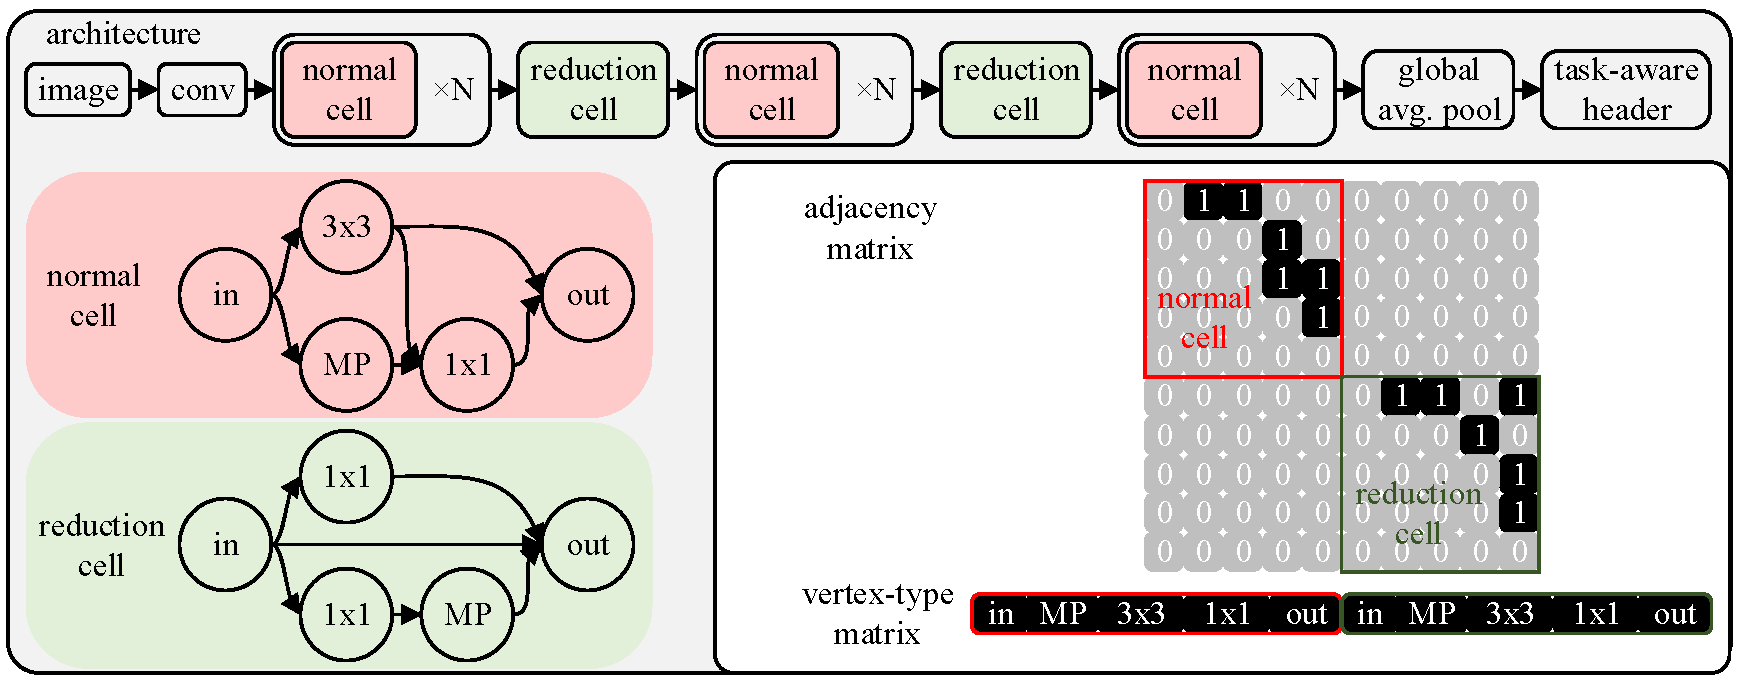 architecture
image
conv
normal
cell
×N
reduction
cell
normal
cell
×N
reduction
cell
normal
cell
×N
global
avg. pool
task-aware
header
normal
cell
in
3x3
MP
1x1
out
reduction
cell
in
1x1
1x1
MP
out
adjacency
matrix
0 1 1 0 0 0 0 0 0 0
0 0 0 1 0 0 0 0 0 0
0 0 0 1 1 0 0 0 0 0
0 0 0 0 1 0 0 0 0 0
0 0 0 0 0 0 0 0 0 0
0 0 0 0 0 0 1 1 0 1
0 0 0 0 0 0 0 0 1 0
0 0 0 0 0 0 0 0 0 1
0 0 0 0 0 0 0 0 0 1
0 0 0 0 0 0 0 0 0 0
normal
cell
reduction
cell
vertex-type
matrix
in MP 3x3 1x1 out in MP 3x3 1x1 out